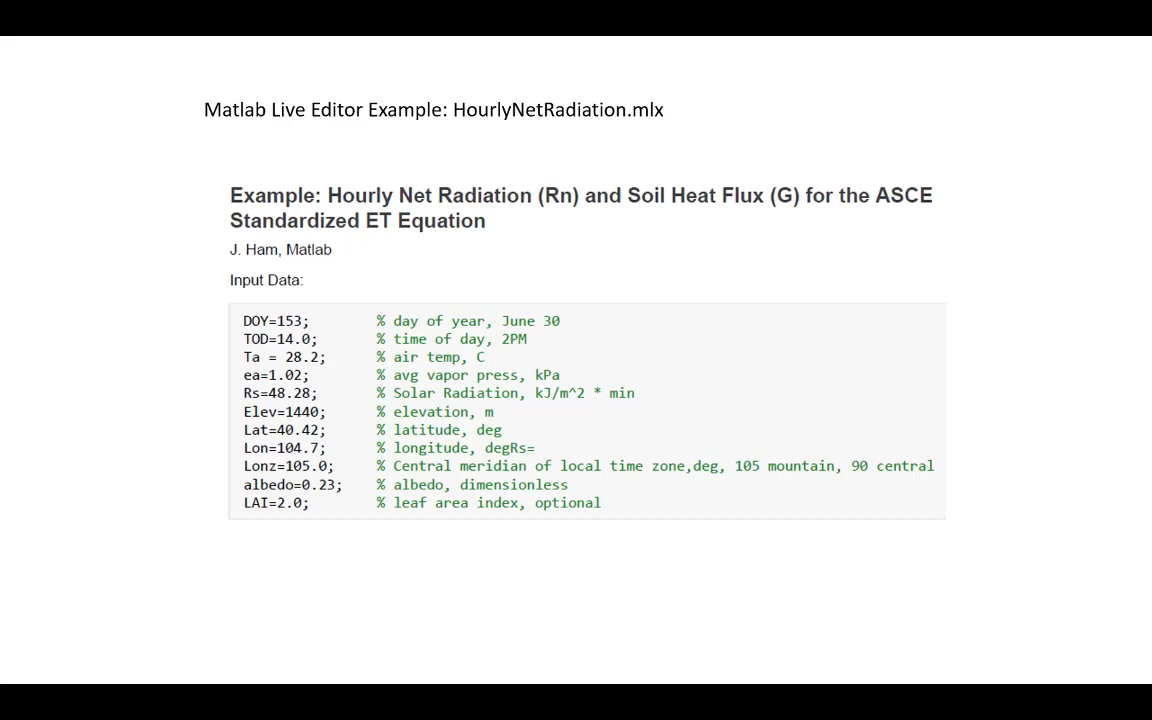 Matlab Live Editor Example: HourlyNetRadiation.mlx
Example: Hourly Net Radiation (Rn) and Soil Heat Flux (G) for the ASCE
Standardized ET Equation
J. Ham, Matlab
Input Data:
DOY=153; % day of year, June 30
TOD=14.0; % time of day, 2PM
Ta = 28.2; % air temp, C
ea=1.02; % avg vapor press, kPa
Rs=48.28; % Solar Radiation, kJ/m^2 * min
Elev=1440; % elevation, m
Lat=40.42; % latitude, deg
Lon=104.7; % longitude, degRs=
Lonz=105.0; % Central meridian of local time zone,deg, 105 mountain, 90 central
albedo=0.23; % albedo, dimensionless
LAI=2.0; % leaf area index, optional